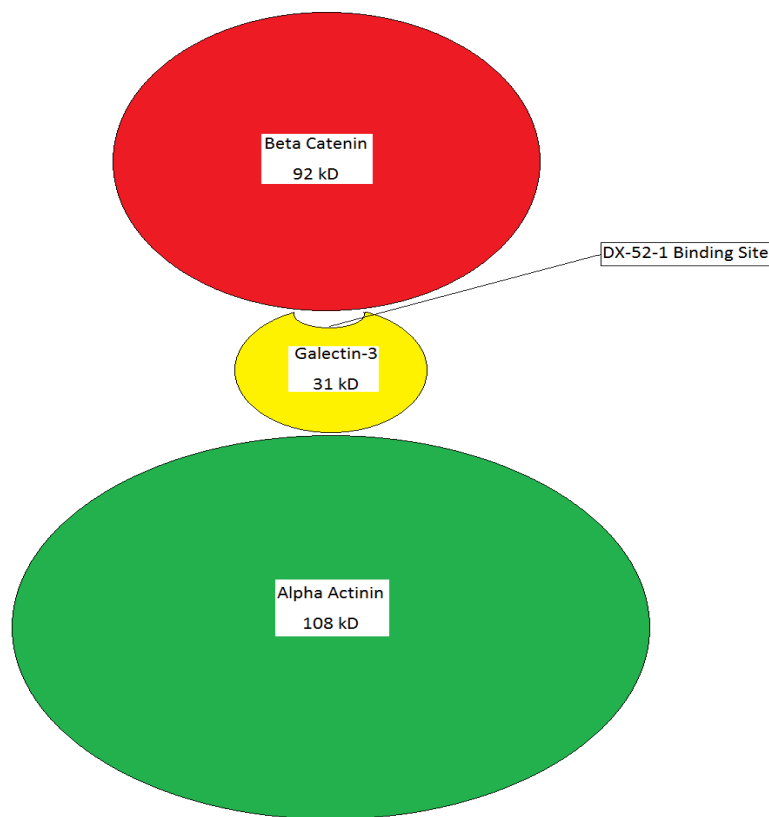 Beta Catenin
92 kD
DX-52-1 Binding Site
Galectin-3
31 kD
Alpha Actinin
108 kD